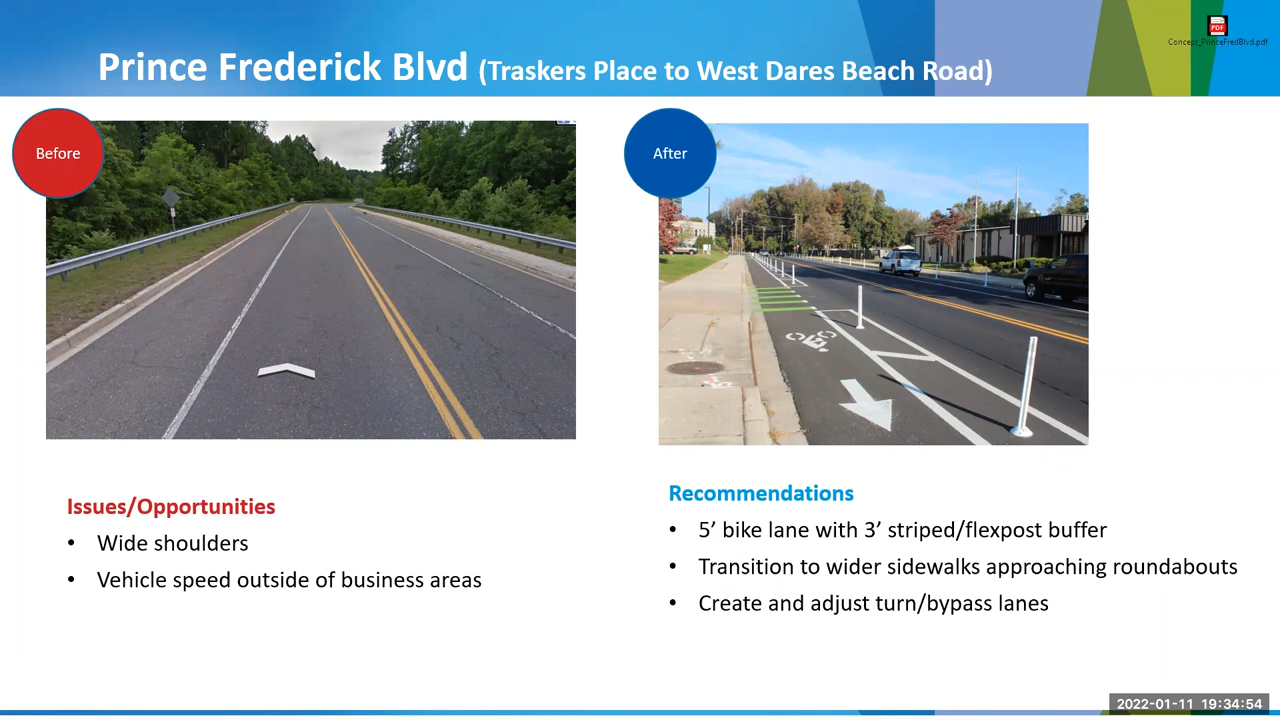 Prince Frederick Blvd (Traskers Place to West Dares Beach Road)
Concept_PrinceFredBlvd.pdf
PDF
Before
After
Issues/Opportunities
• Wide shoulders
• Vehicle speed outside of business areas
Recommendations
• 5’ bike lane with 3’ striped/flexpost buffer
• Transition to wider sidewalks approaching roundabouts
• Create and adjust turn/bypass lanes
2022-01-11 19:34:54